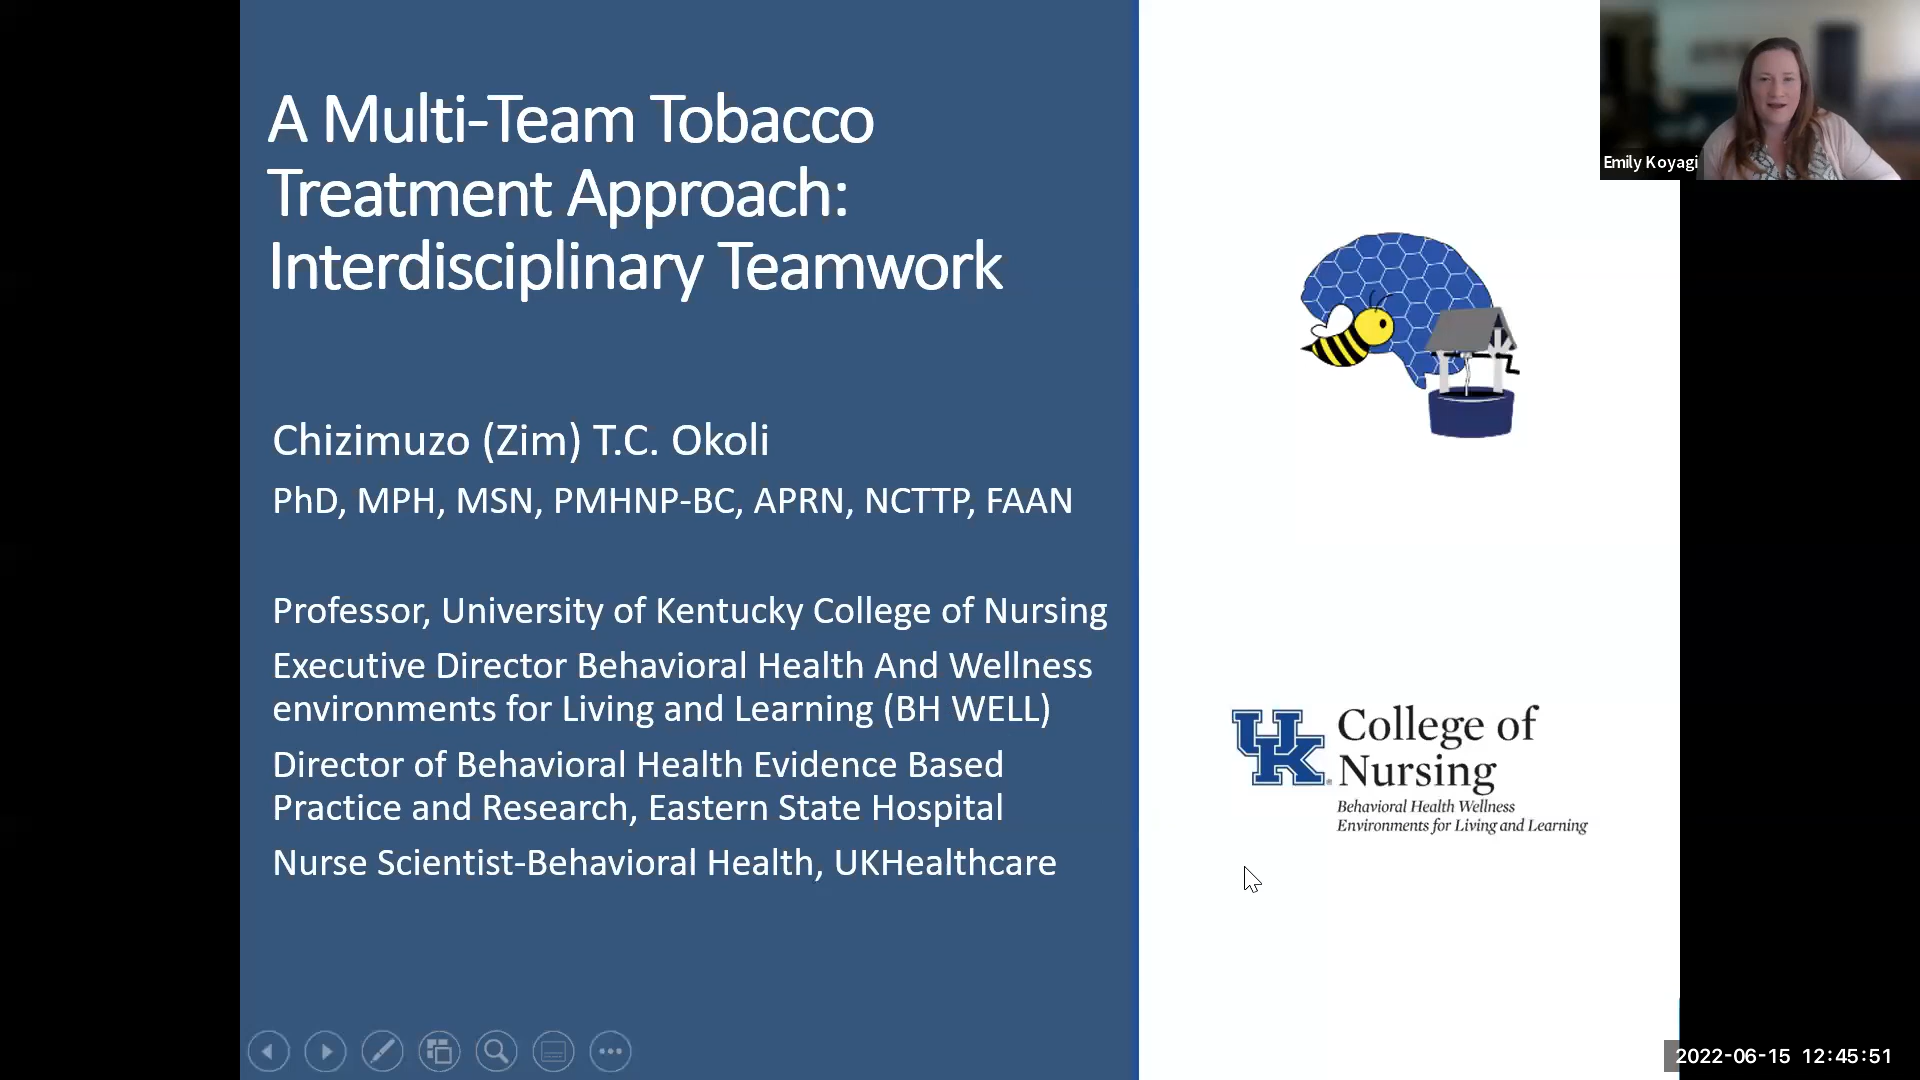 A Multi-Team Tobacco
Treatment Approach:
Interdisciplinary Teamwork
Chizimuzo (Zim) T.C. Okoli
PhD, MPH, MSN, PMHNP-BC, APRN, NCTTP, FAAN
Professor, University of Kentucky College of Nursing
Executive Director Behavioral Health And Wellness
environments for Living and Learning (BH WELL)
Director of Behavioral Health Evidence Based
Practice and Research, Eastern State Hospital
Nurse Scientist-Behavioral Health, UKHealthcare
Emily Koyagi
UK®
College of
Nursing
Behavioral Health Wellness
Environments for Living and Learning
2022-06-15 12:45:51